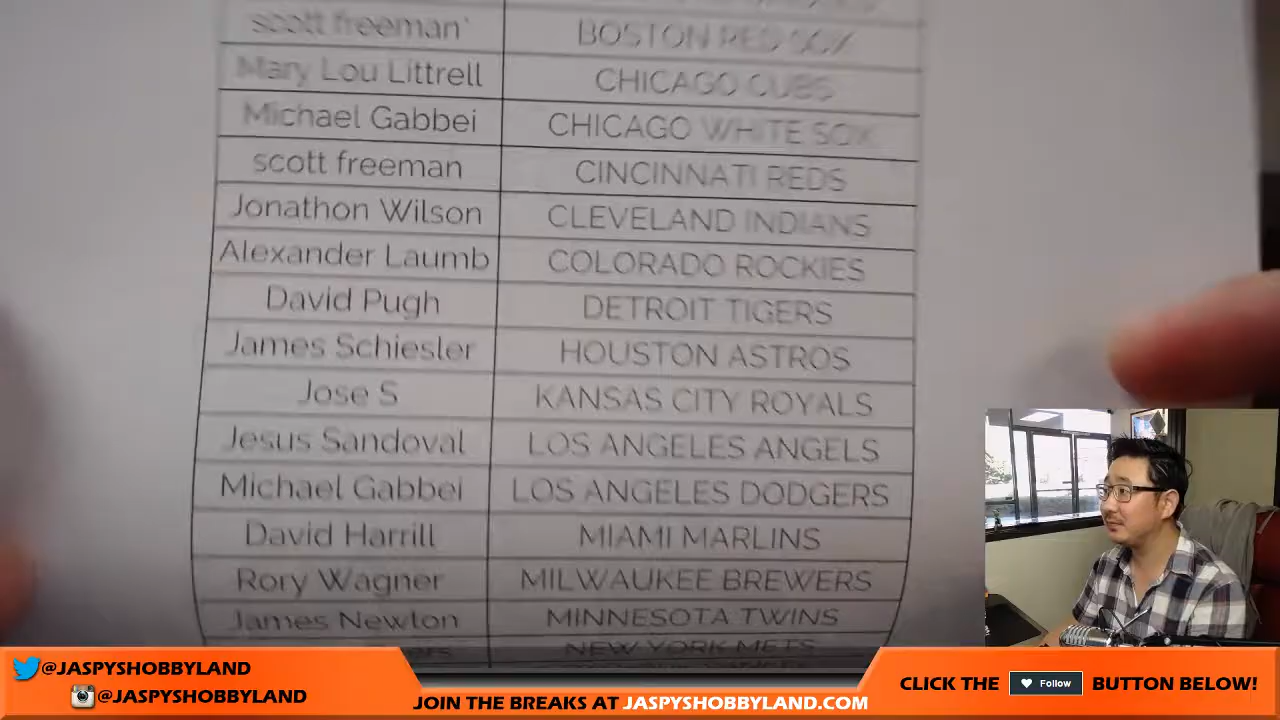 scott freeman' BOSTON RED SOX
Mary Lou Littrell CHICAGO CUBS
Michael Gabbei CHICAGO WHITE SOX
scott freeman CINCINNATI REDS
Jonathon Wilson CLEVELAND INDIANS
Alexander Laumb COLORADO ROCKIES
David Pugh DETROIT TIGERS
James Schiesler HOUSTON ASTROS
Jose S KANSAS CITY ROYALS
Jesus Sandoval LOS ANGELES ANGELS
Michael Gabbei LOS ANGELES DODGERS
David Harrill MIAMI MARLINS
Rory Wagner MILWAUKEE BREWERS
James Newton MINNESOTA TWINS
NEW YORK METS
@JASPYSHOBBYLAND
@JASPYSHOBBYLAND
JOIN THE BREAKS AT JASPYSHOBBYLAND.COM
CLICK THE Follow BUTTON BELOW!